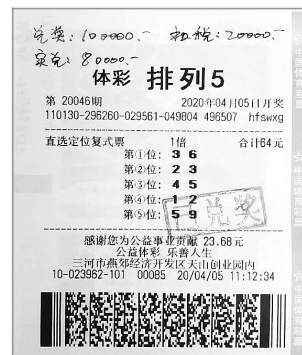 兑奖：100000.- 扣税：20000.-
实兑：80000.-
体彩 排列5
第 20046期 2020年04月05日开奖
110130-296260-029561-049804 496507 hfswxg
直选定位复式票 1倍 合计64元
第①位： 3 6
第②位： 2 3
第③位： 4 5
第④位： 1 2
第⑤位： 5 9
已兑奖
感谢您为公益事业贡献 23.68元
公益体彩 乐善人生
三河市燕郊经济开发区天山创业园内
10-023962-101 00085 20/04/05 11:12:34